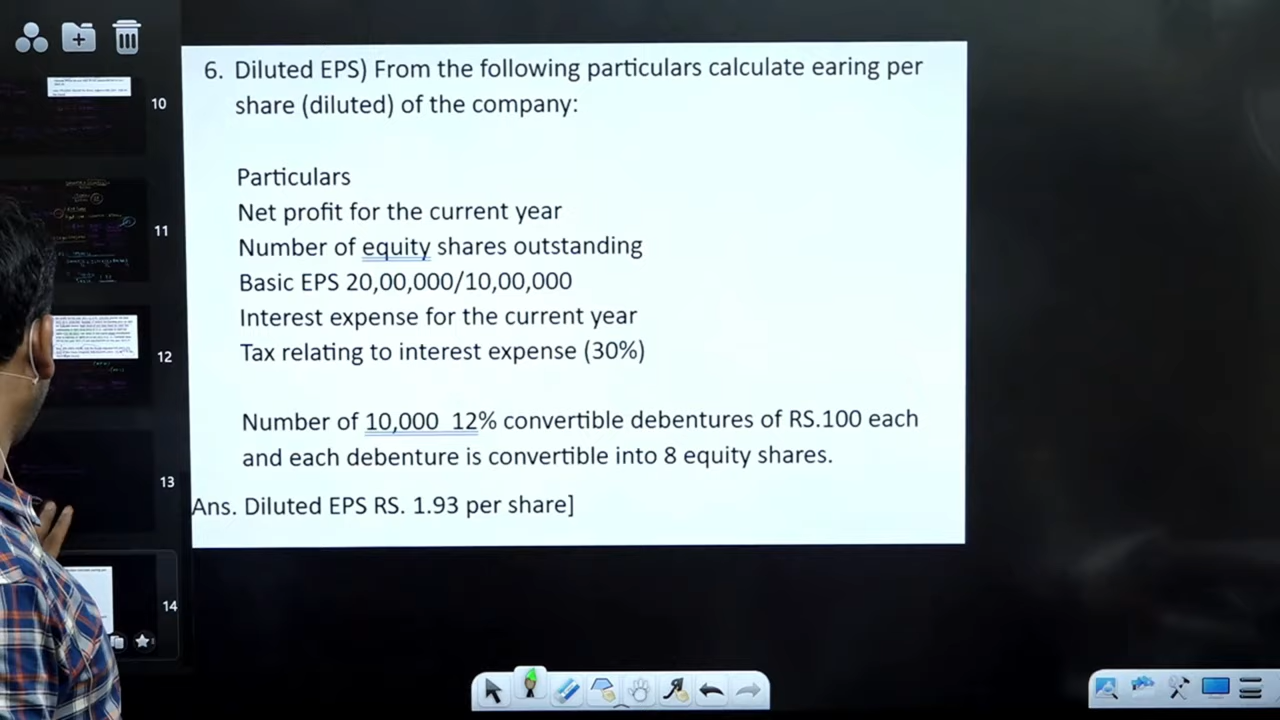 6. Diluted EPS) From the following particulars calculate earing per
share (diluted) of the company:
Particulars
Net profit for the current year
Number of equity shares outstanding
Basic EPS 20,00,000/10,00,000
Interest expense for the current year
Tax relating to interest expense (30%)
Number of 10,000 12% convertible debentures of RS.100 each
and each debenture is convertible into 8 equity shares.
Ans. Diluted EPS RS. 1.93 per share]
10
11
12
13
14